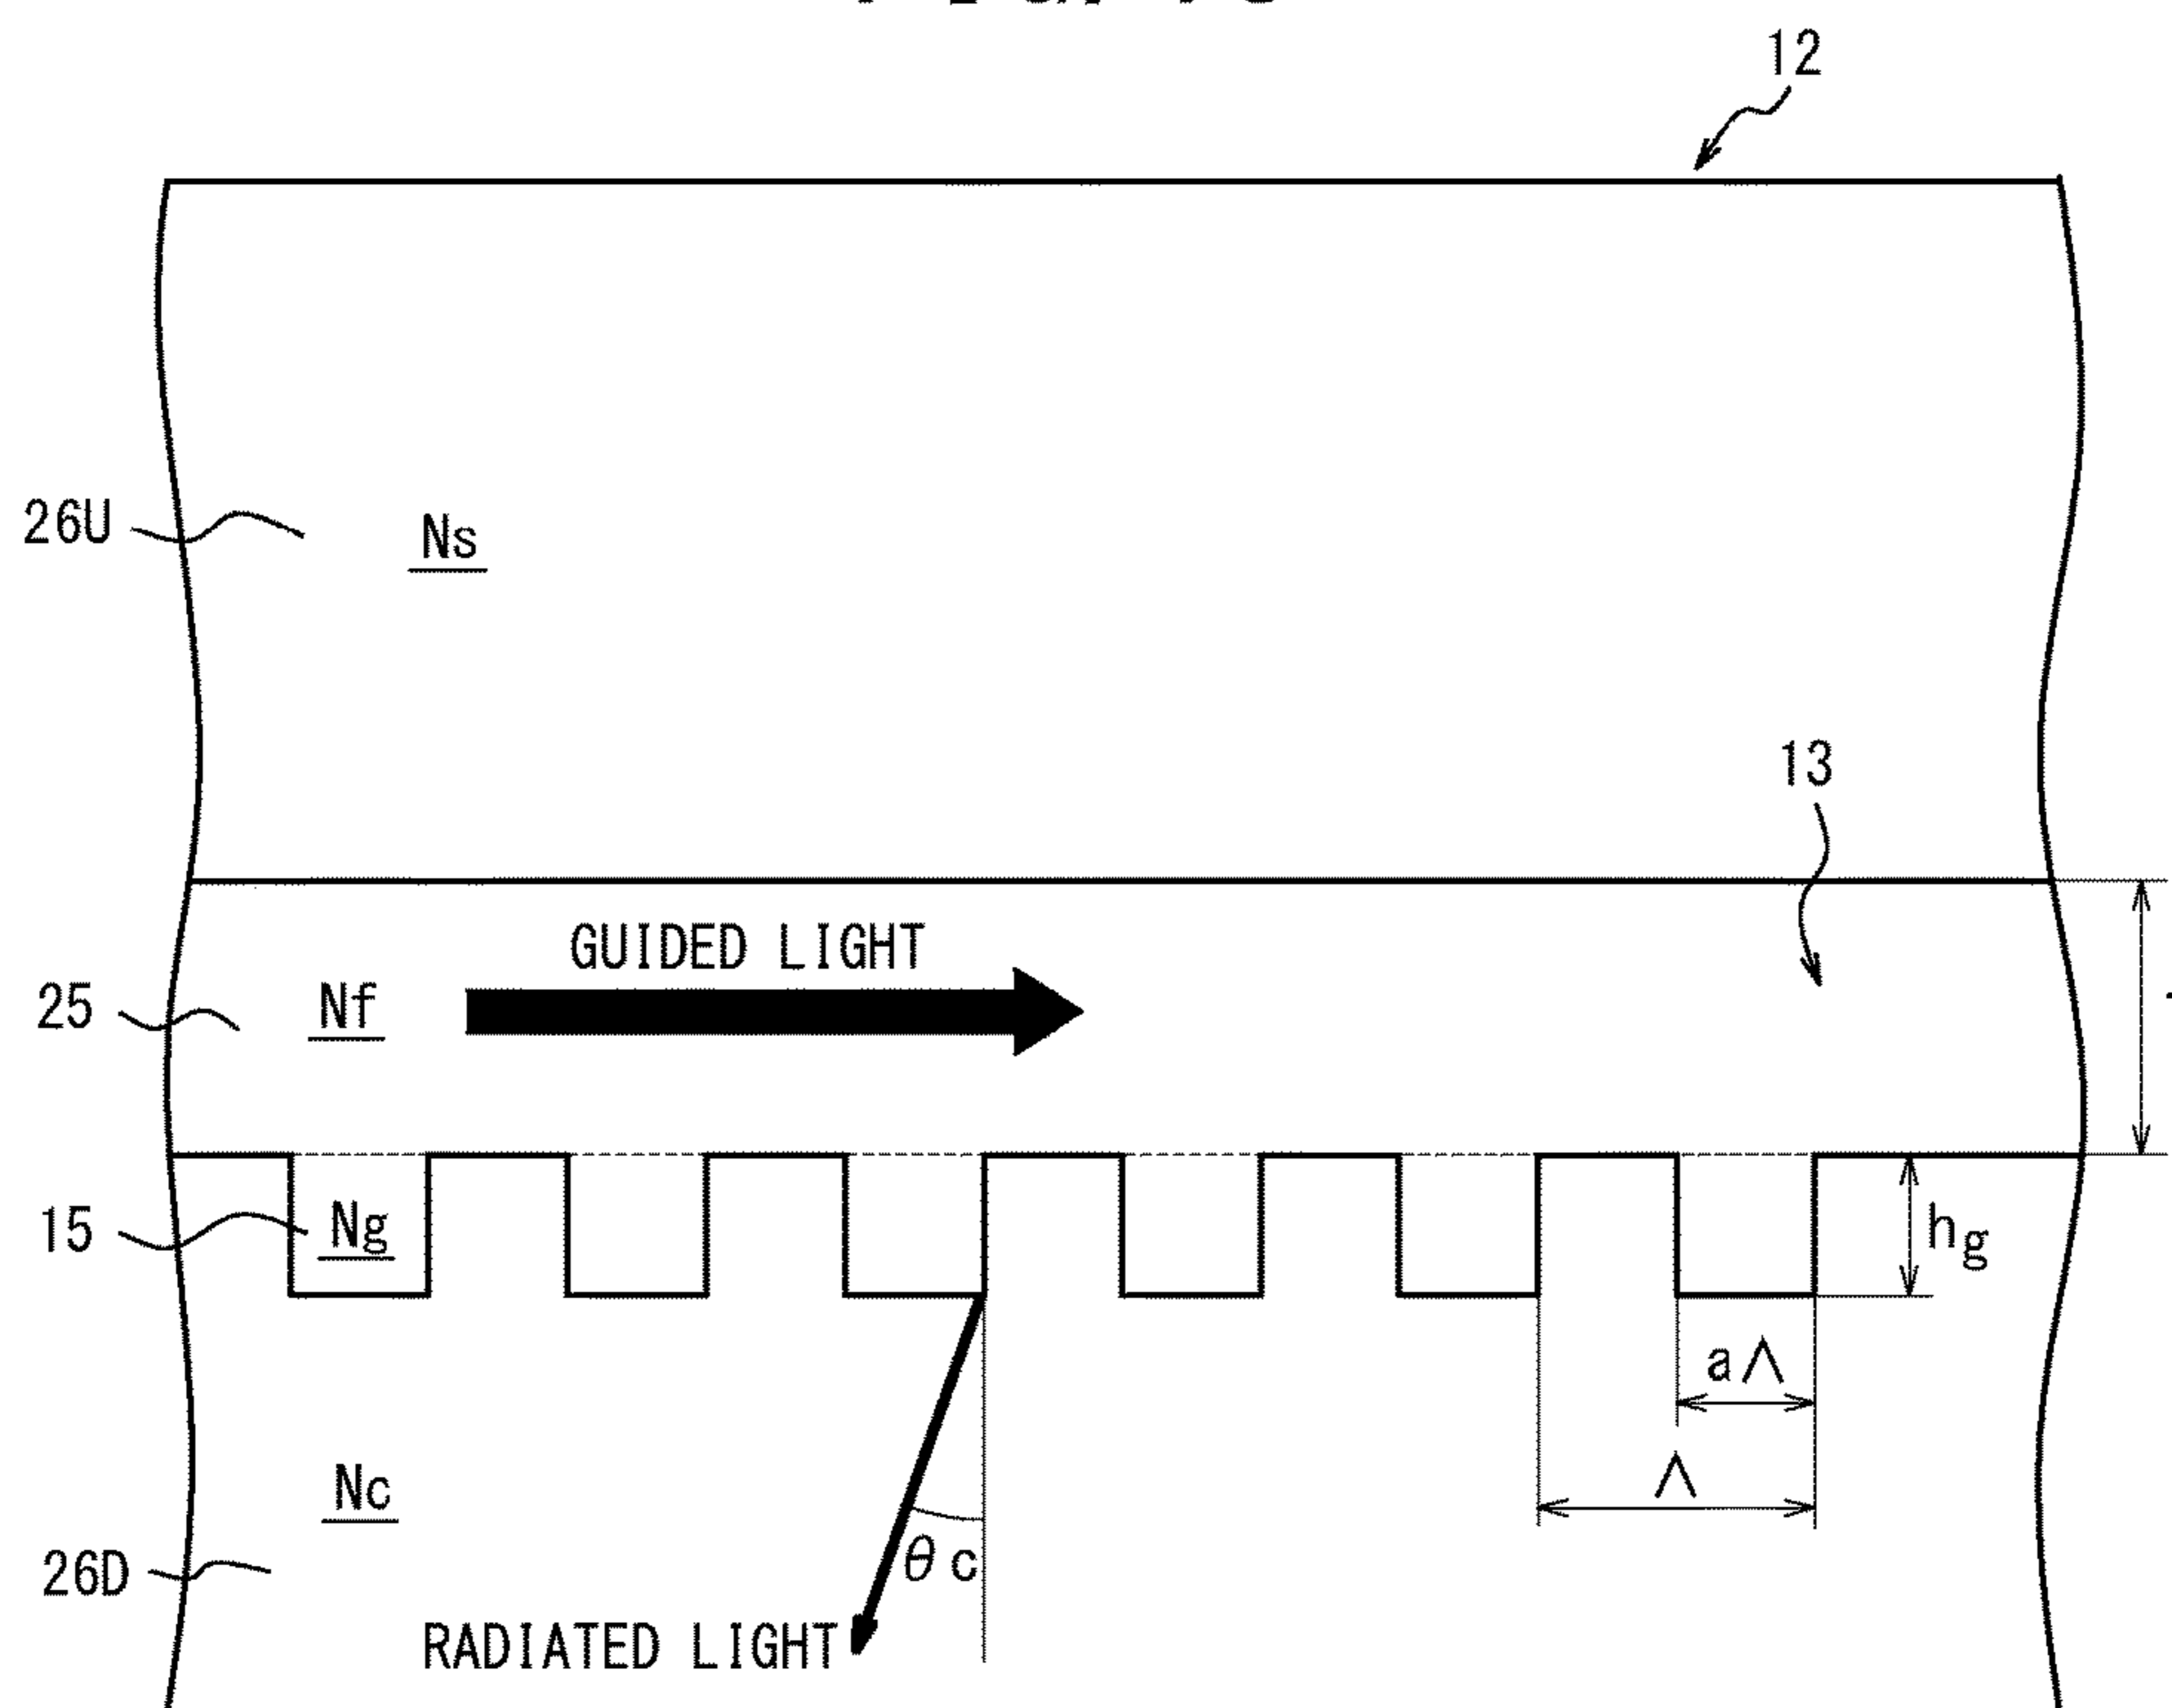 12
26U
Ns
13
GUIDED LIGHT
25
Nf
15
Ng
hg
aΛ
Λ
Nc
θc
26D
RADIATED LIGHT